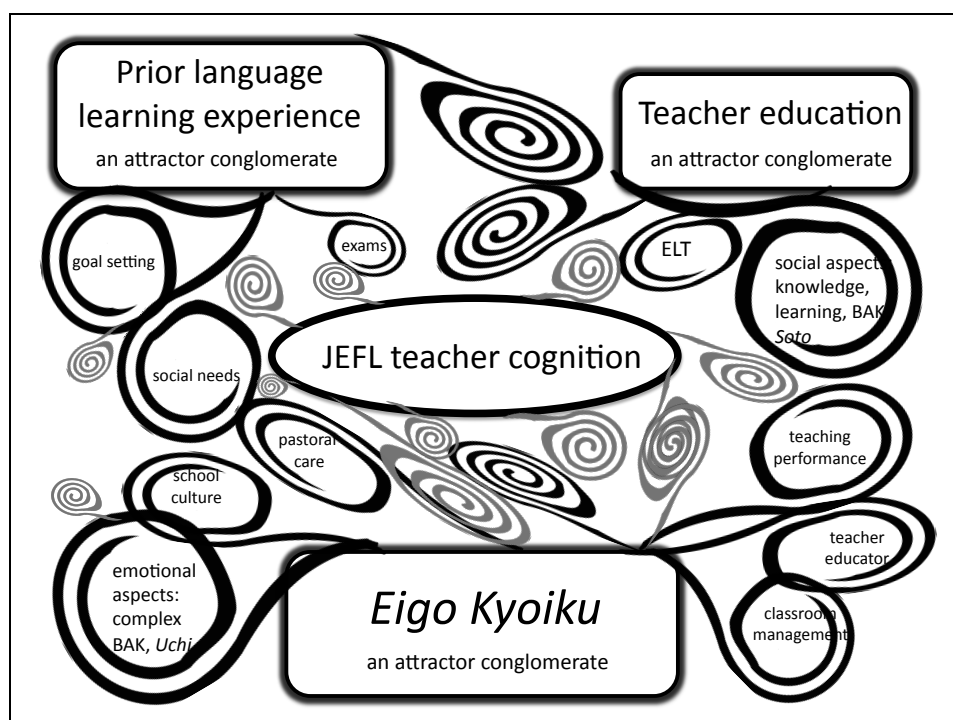 Prior language
learning experience
an attractor conglomerate
Teacher education
an attractor conglomerate
goal setting
exams
ELT
social aspects
knowledge,
learning, BAK
Soto
JEFL teacher cognition
social needs
pastoral
care
teaching
performance
school
culture
teacher
educator
emotional
aspects:
complex
BAK, Uchi
Eigo Kyoiku
an attractor conglomerate
classroom
management